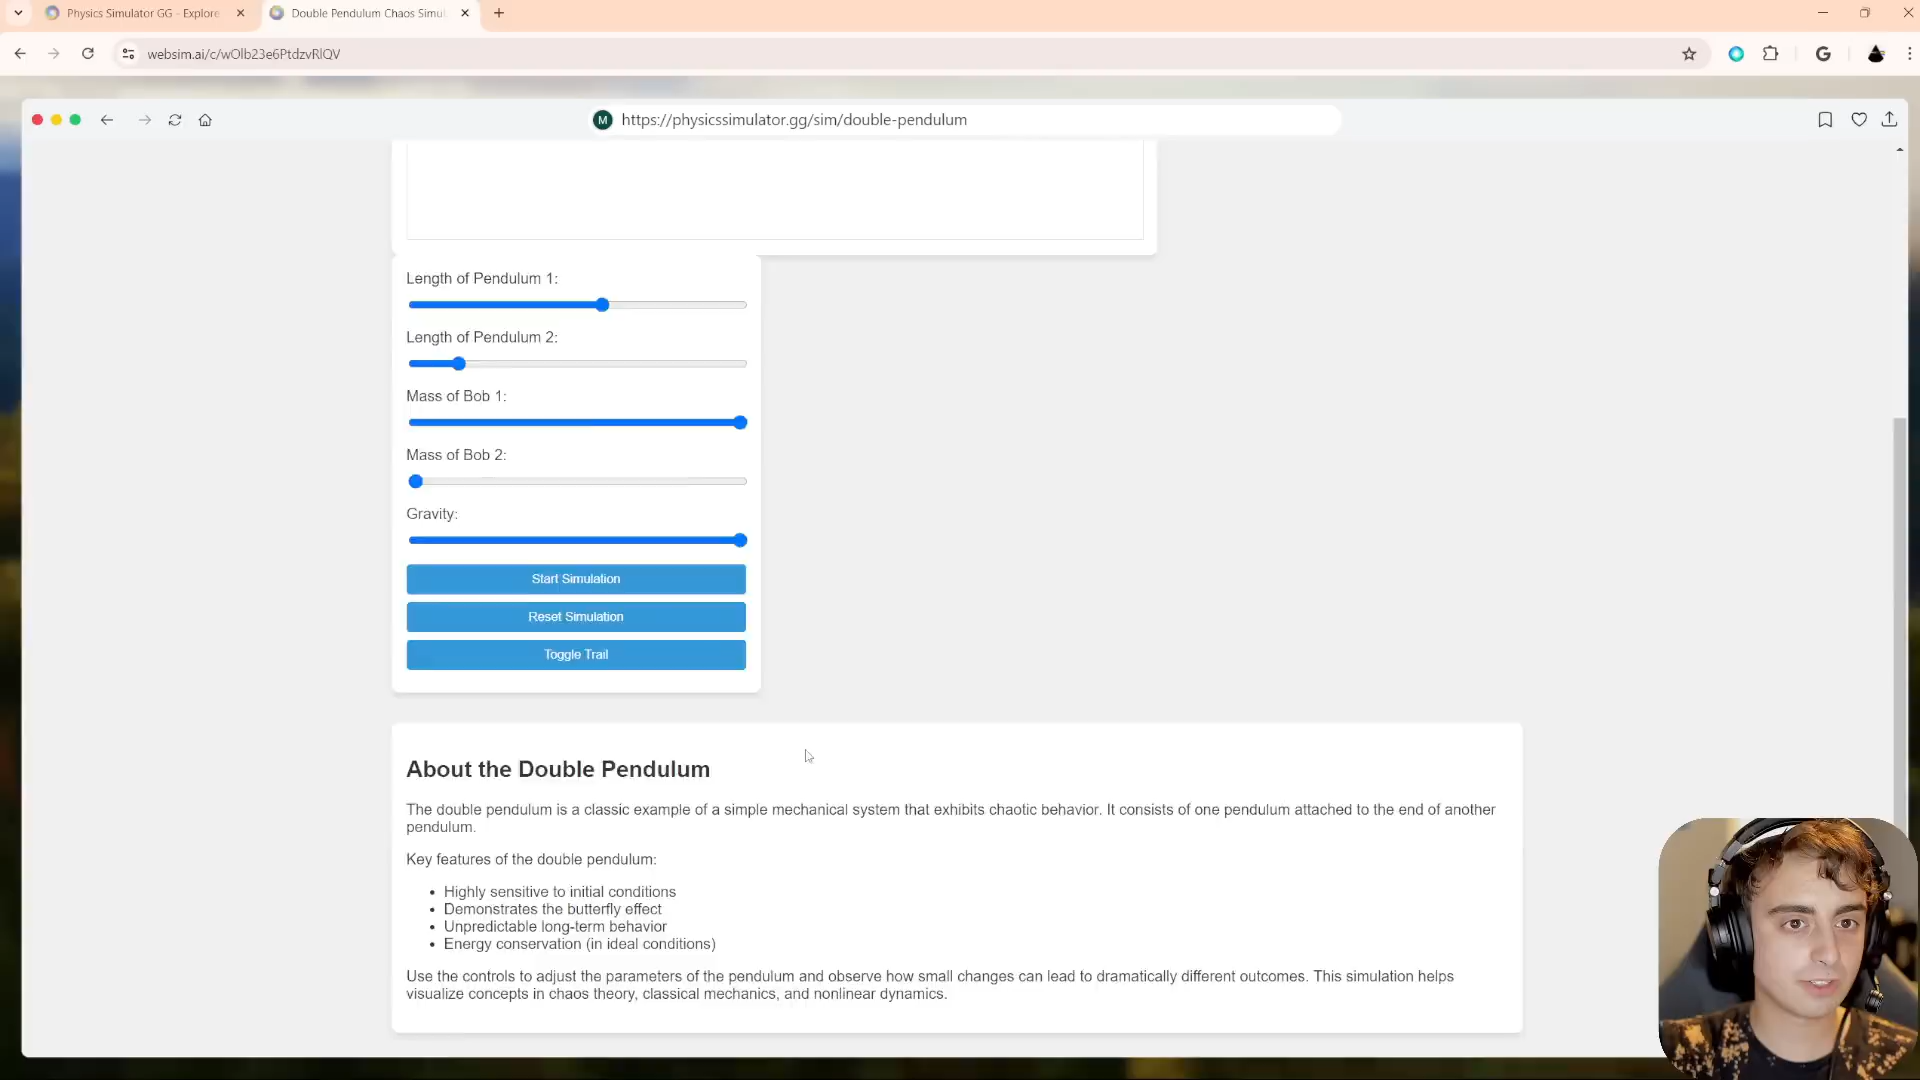 Physics Simulator GG - Explore
Double Pendulum Chaos Simul
websim.ai/c/wOlb23e6PtdzvRlQV
M
https://physicssimulator.gg/sim/double-pendulum
Length of Pendulum 1:
Length of Pendulum 2:
Mass of Bob 1:
Mass of Bob 2:
Gravity:
Start Simulation
Reset Simulation
Toggle Trail
About the Double Pendulum
The double pendulum is a classic example of a simple mechanical system that exhibits chaotic behavior. It consists of one pendulum attached to the end of another
pendulum.
Key features of the double pendulum:
• Highly sensitive to initial conditions
• Demonstrates the butterfly effect
• Unpredictable long-term behavior
• Energy conservation (in ideal conditions)
Use the controls to adjust the parameters of the pendulum and observe how small changes can lead to dramatically different outcomes. This simulation helps
visualize concepts in chaos theory, classical mechanics, and nonlinear dynamics.